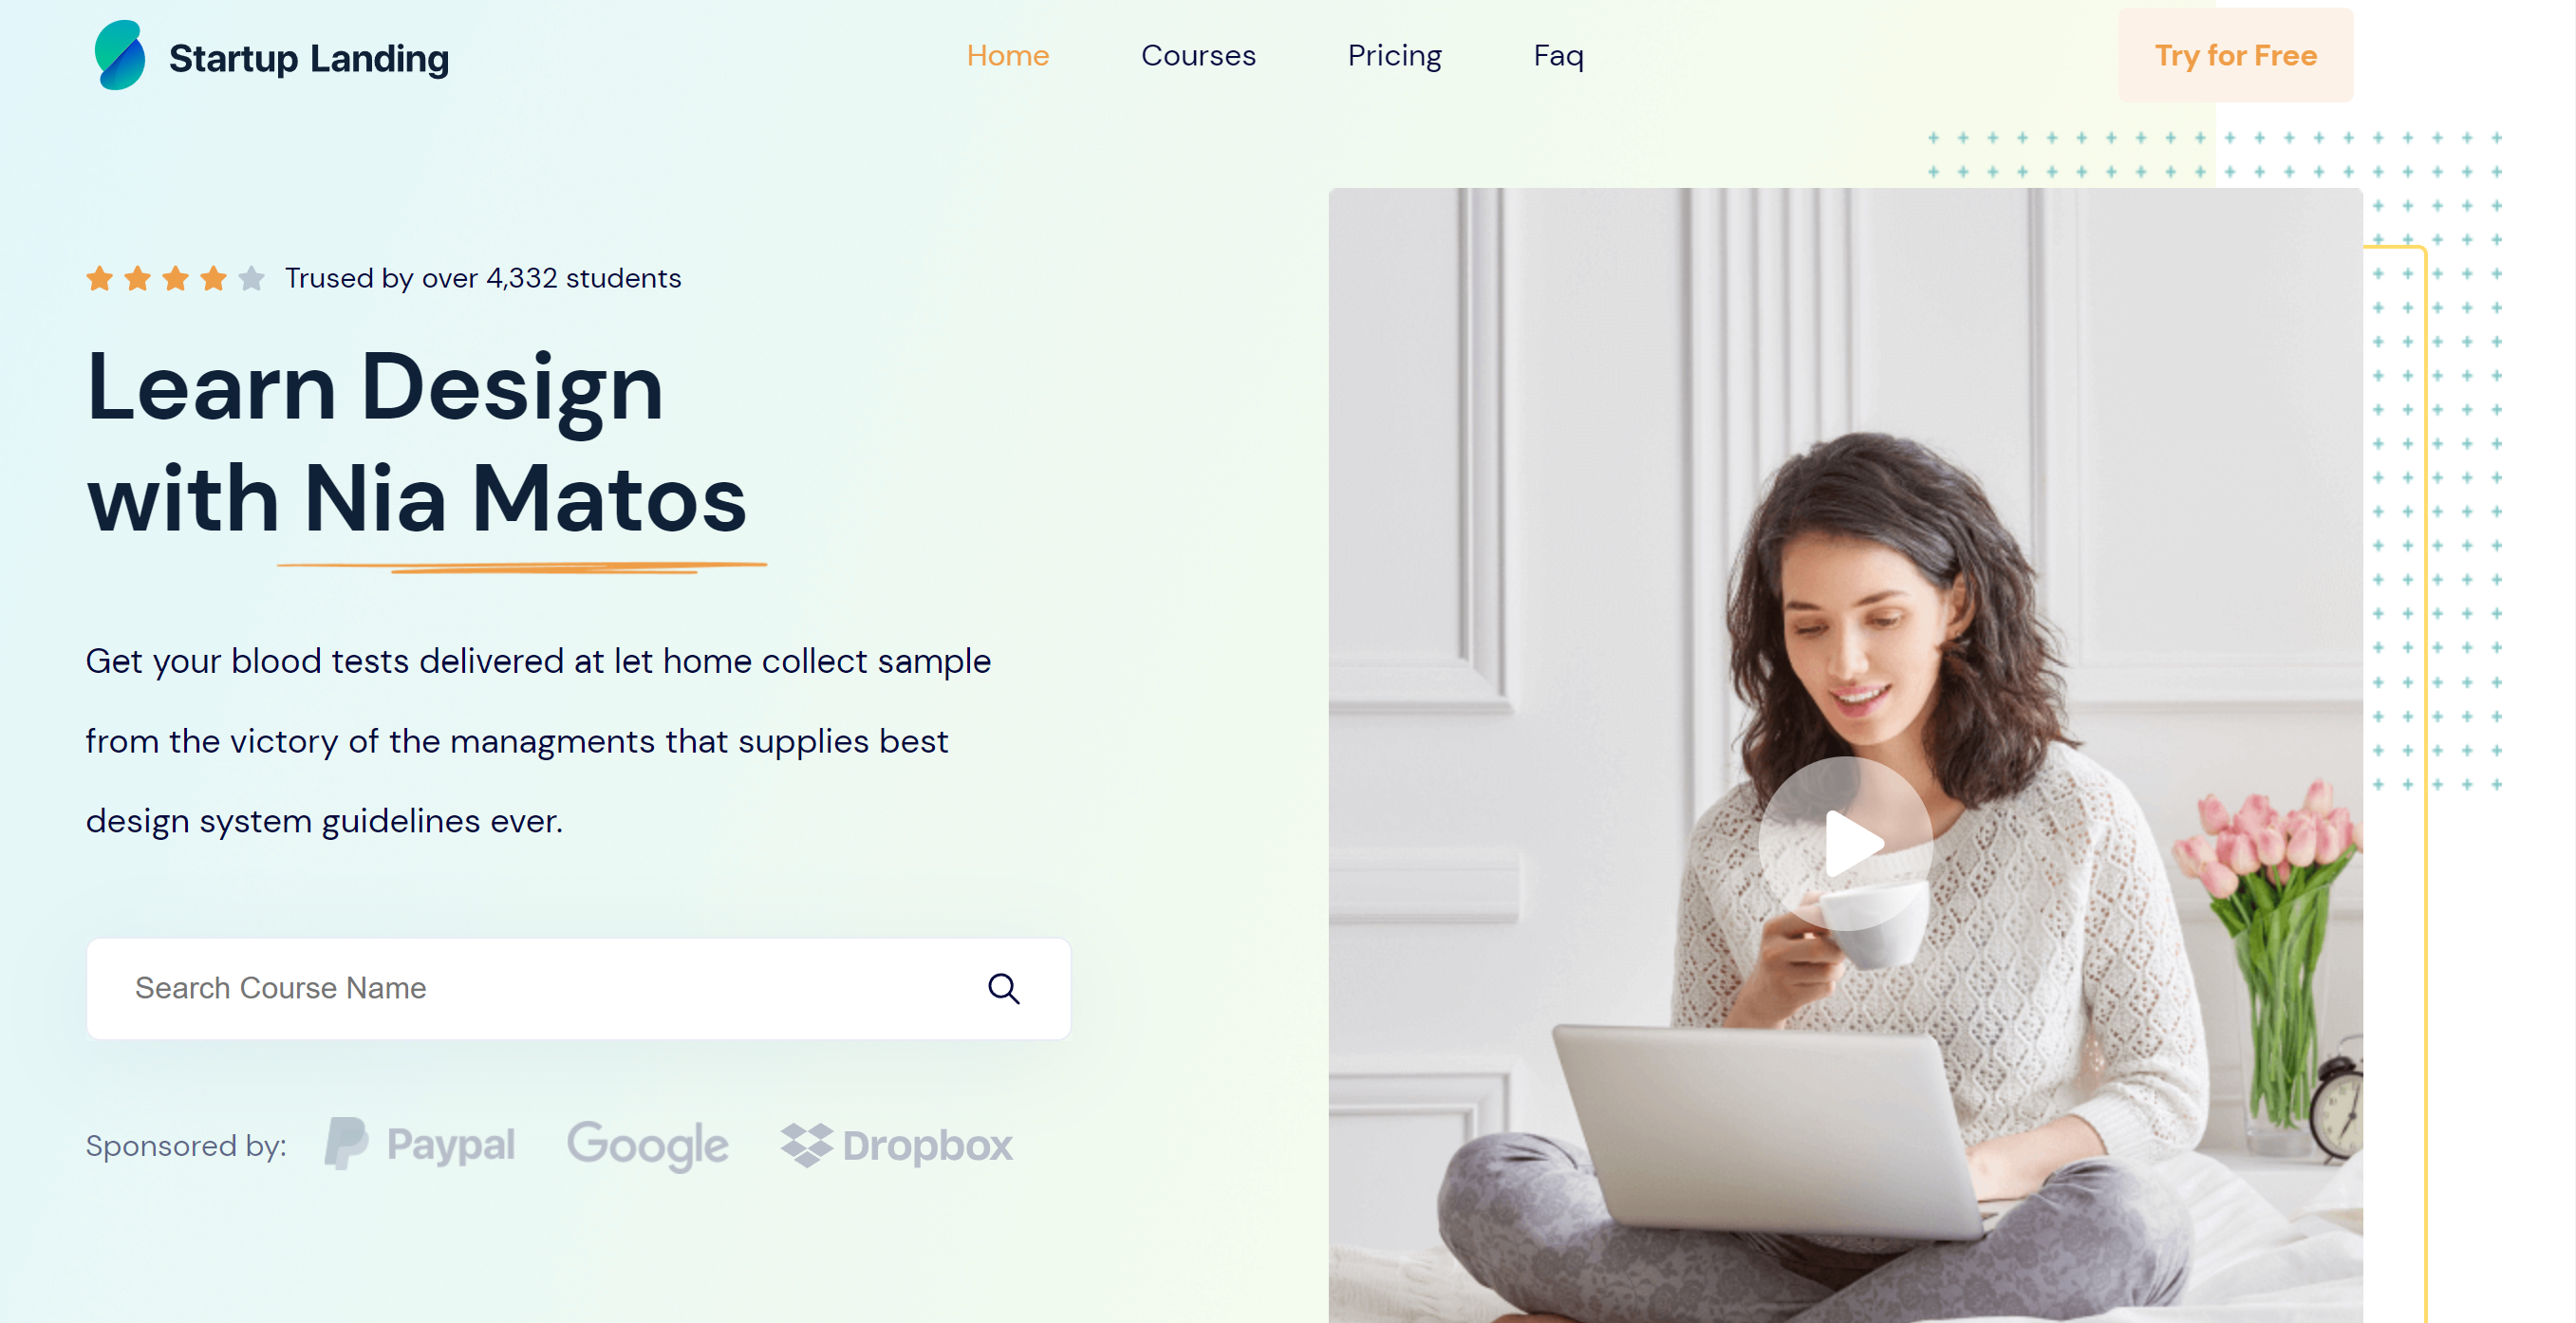 Startup Landing
Home Courses Pricing Faq
Try for Free
Trused by over 4,332 students
Learn Design
with Nia Matos
Get your blood tests delivered at let home collect sample
from the victory of the managments that supplies best
design system guidelines ever.
Search Course Name
Sponsored by: Paypal Google Dropbox